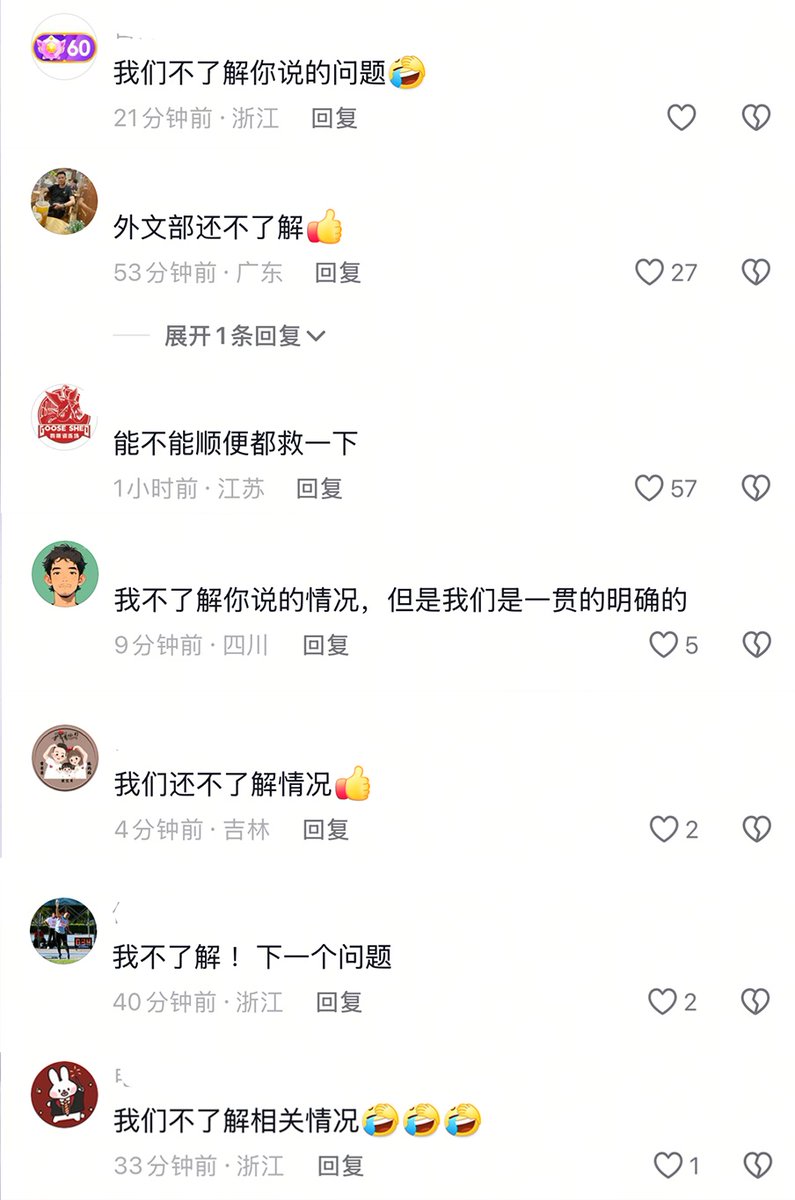 60
我们不了解你说的问题🤣
21分钟前·浙江 回复
外文部还不了解👍
53分钟前·广东 回复
27
展开1条回复
GOOSE SHED
能不能顺便都救一下
1小时前·江苏 回复
57
我不了解你说的情况，但是我们是一贯的明确的
9分钟前·四川 回复
5
我们还不了解情况👍
4分钟前·吉林 回复
2
我不了解！下一个问题
40分钟前·浙江 回复
2
我们不了解相关情况🤣🤣🤣
33分钟前·浙江 回复
1